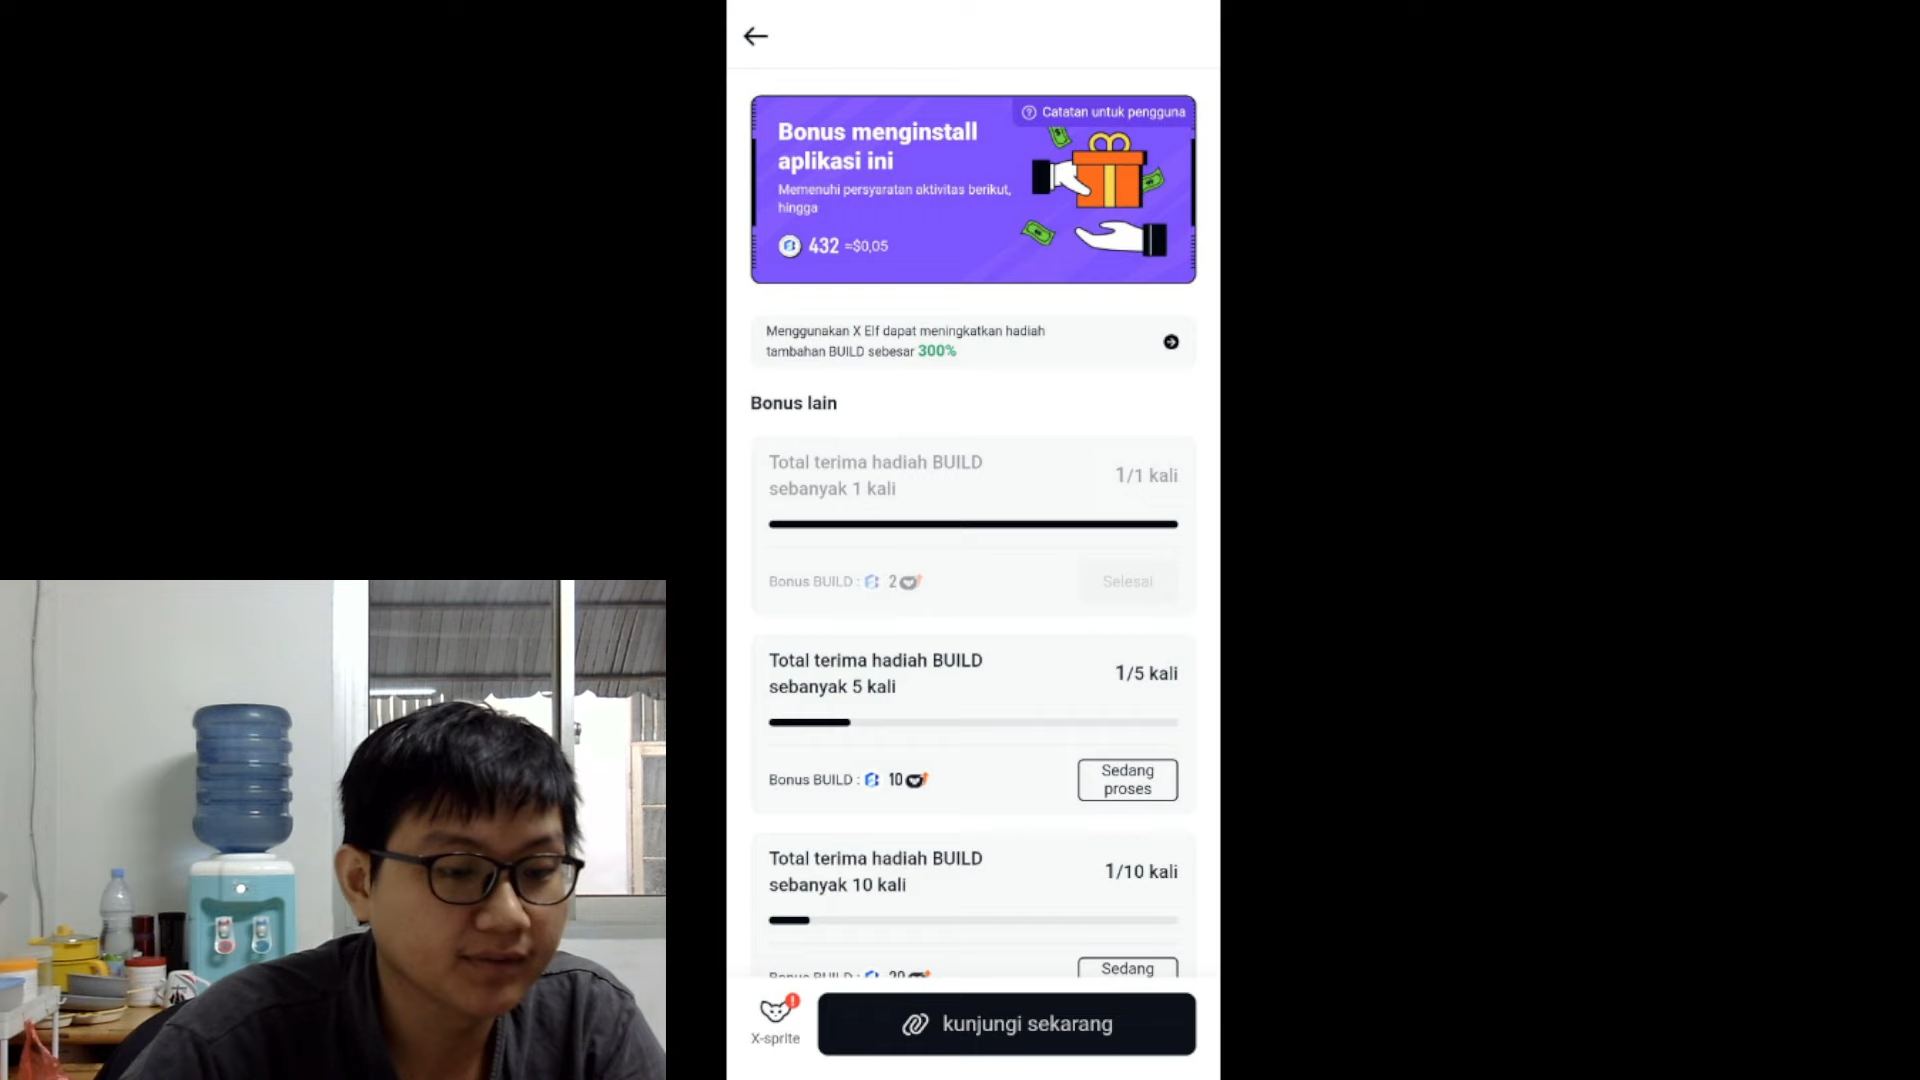 Catatan untuk pengguna
Bonus menginstall
aplikasi ini
Memenuhi persyaratan aktivitas berikut,
hingga
432 ≈$0,05
Menggunakan X Elf dapat meningkatkan hadiah
tambahan BUILD sebesar 300%
Bonus lain
Total terima hadiah BUILD
sebanyak 1 kali
1/1 kali
Bonus BUILD : 2
Selesai
Total terima hadiah BUILD
sebanyak 5 kali
1/5 kali
Bonus BUILD : 10
Sedang
proses
Total terima hadiah BUILD
sebanyak 10 kali
1/10 kali
Bonus BUILD : 20
Sedang
X-sprite
kunjungi sekarang